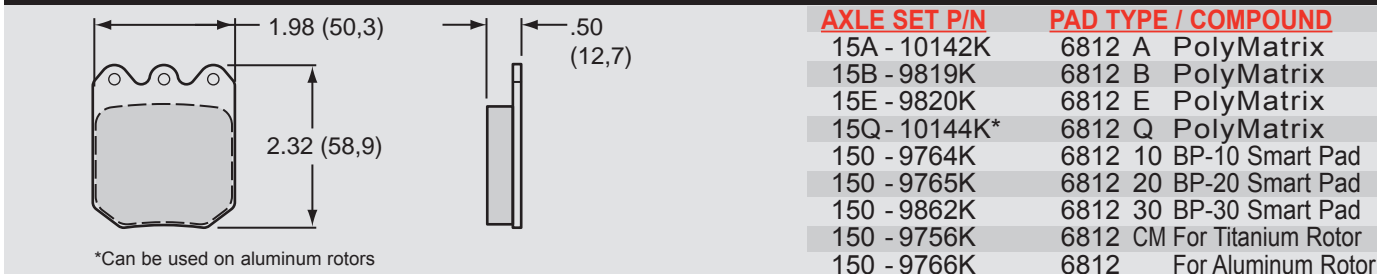 1.98 (50,3)
.50
(12,7)
2.32 (58,9)
*Can be used on aluminum rotors
AXLE SET P/N PAD TYPE / COMPOUND
15A - 10142K 6812 A PolyMatrix
15B - 9819K 6812 B PolyMatrix
15E - 9820K 6812 E PolyMatrix
15Q - 10144K* 6812 Q PolyMatrix
150 - 9764K 6812 10 BP-10 Smart Pad
150 - 9765K 6812 20 BP-20 Smart Pad
150 - 9862K 6812 30 BP-30 Smart Pad
150 - 9756K 6812 CM For Titanium Rotor
150 - 9766K 6812 For Aluminum Rotor